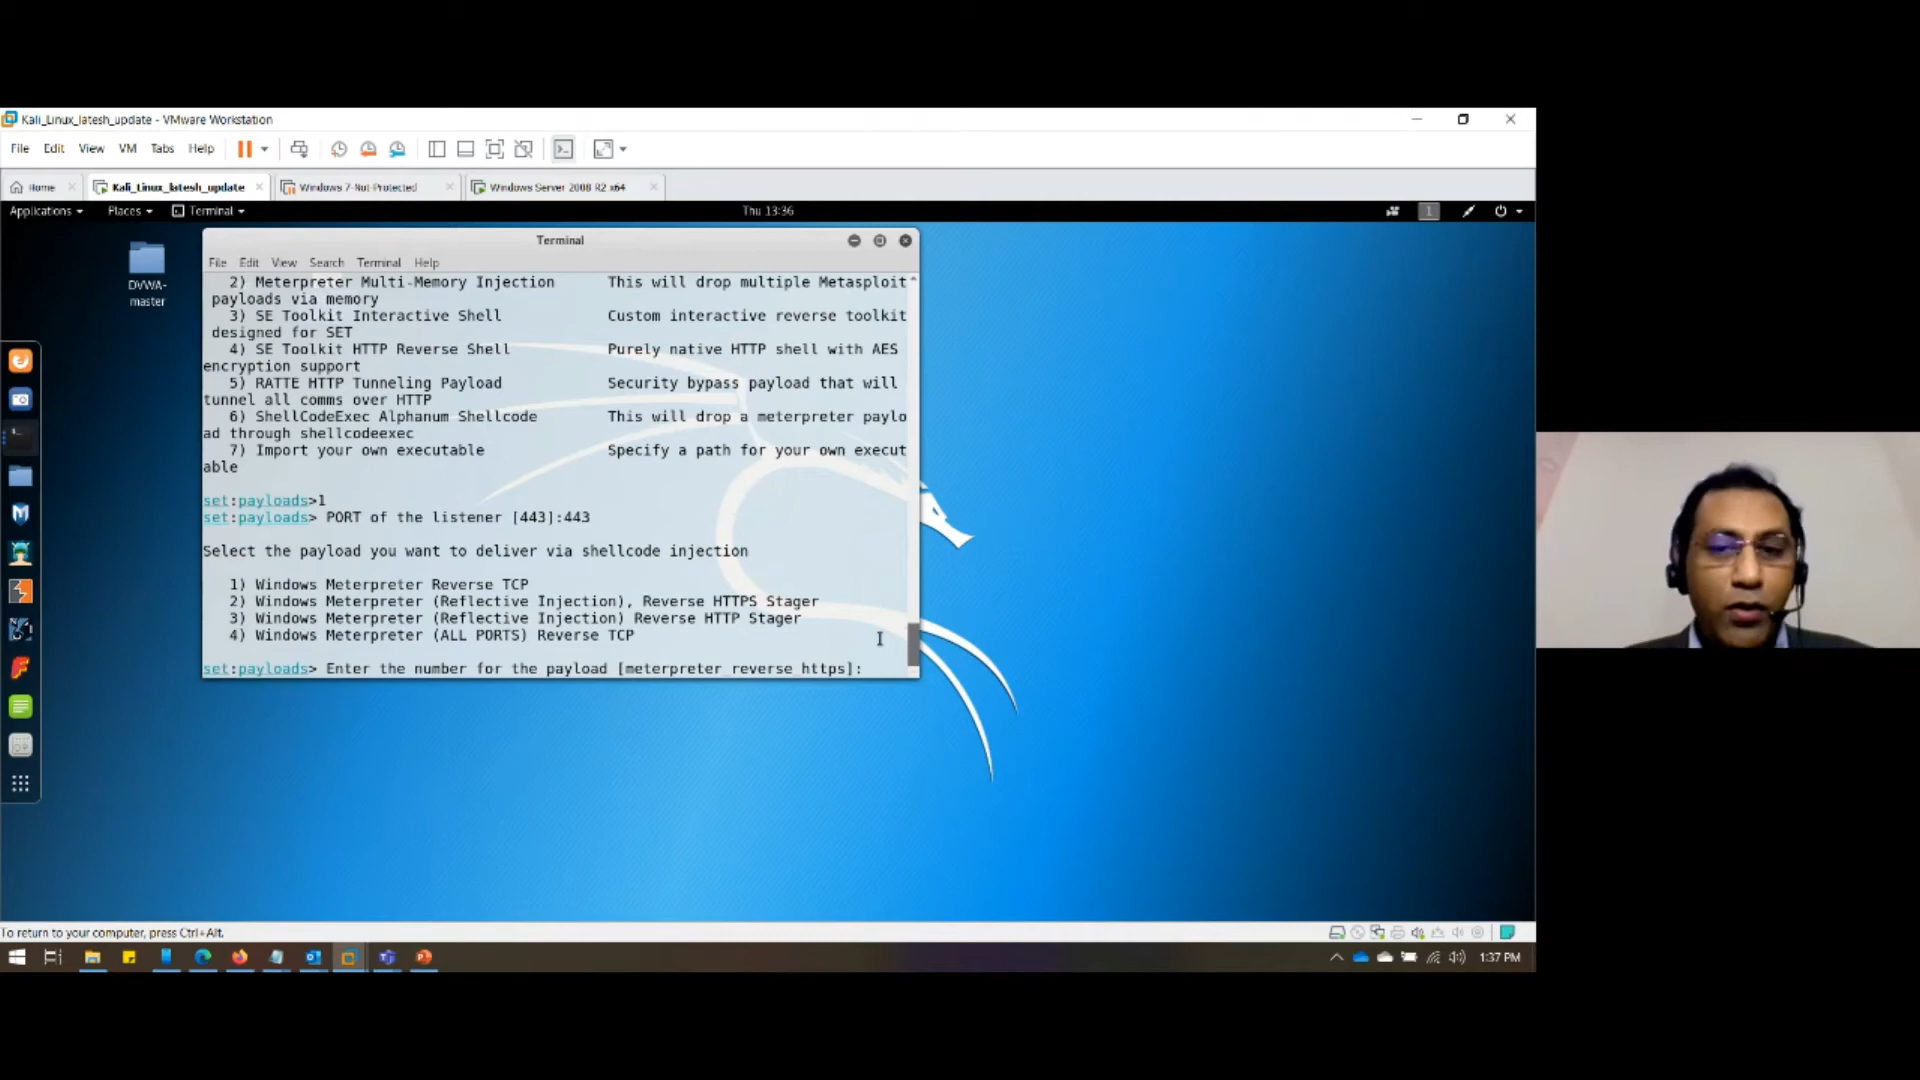 Kali_Linux_latesh_update - VMware Workstation
File Edit View VM Tabs Help
Home Kali_Linux_latesh_update Windows 7-Not-Protected Windows Server 2008 R2 x64
Applications Places Terminal Thu 13:36 1
DVWA-
master
Terminal
File Edit View Search Terminal Help
2) Meterpreter Multi-Memory Injection This will drop multiple Metasploit
payloads via memory
3) SE Toolkit Interactive Shell Custom interactive reverse toolkit
designed for SET
4) SE Toolkit HTTP Reverse Shell Purely native HTTP shell with AES
encryption support
5) RATTE HTTP Tunneling Payload Security bypass payload that will
tunnel all comms over HTTP
6) ShellCodeExec Alphanum Shellcode This will drop a meterpreter paylo
ad through shellcodeexec
7) Import your own executable Specify a path for your own execut
able
set:payloads>1
set:payloads> PORT of the listener [443]:443
Select the payload you want to deliver via shellcode injection
1) Windows Meterpreter Reverse TCP
2) Windows Meterpreter (Reflective Injection), Reverse HTTPS Stager
3) Windows Meterpreter (Reflective Injection) Reverse HTTP Stager
4) Windows Meterpreter (ALL PORTS) Reverse TCP
set:payloads> Enter the number for the payload [meterpreter_reverse_https]:
To return to your computer, press Ctrl+Alt.
1:37 PM